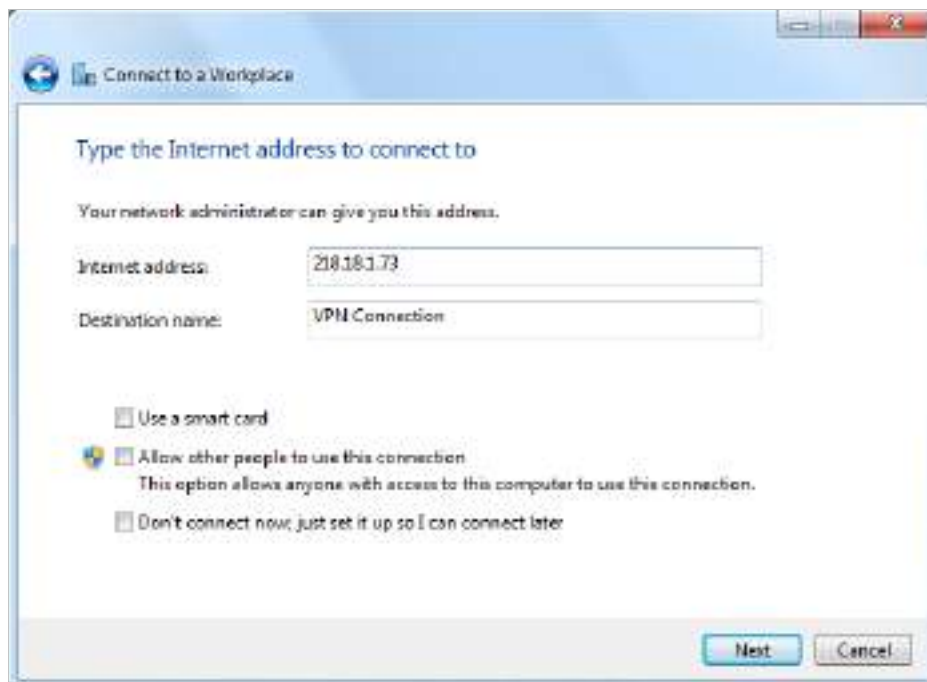 Connect to a Workplace
Type the Internet address to connect to
Your network administrator can give you this address.
Internet address: 218.18.1.73
Destination name: VPN Connection
Use a smart card
Allow other people to use this connection
This option allows anyone with access to this computer to use this connection.
Don't connect now; just set it up so I can connect later
Next Cancel